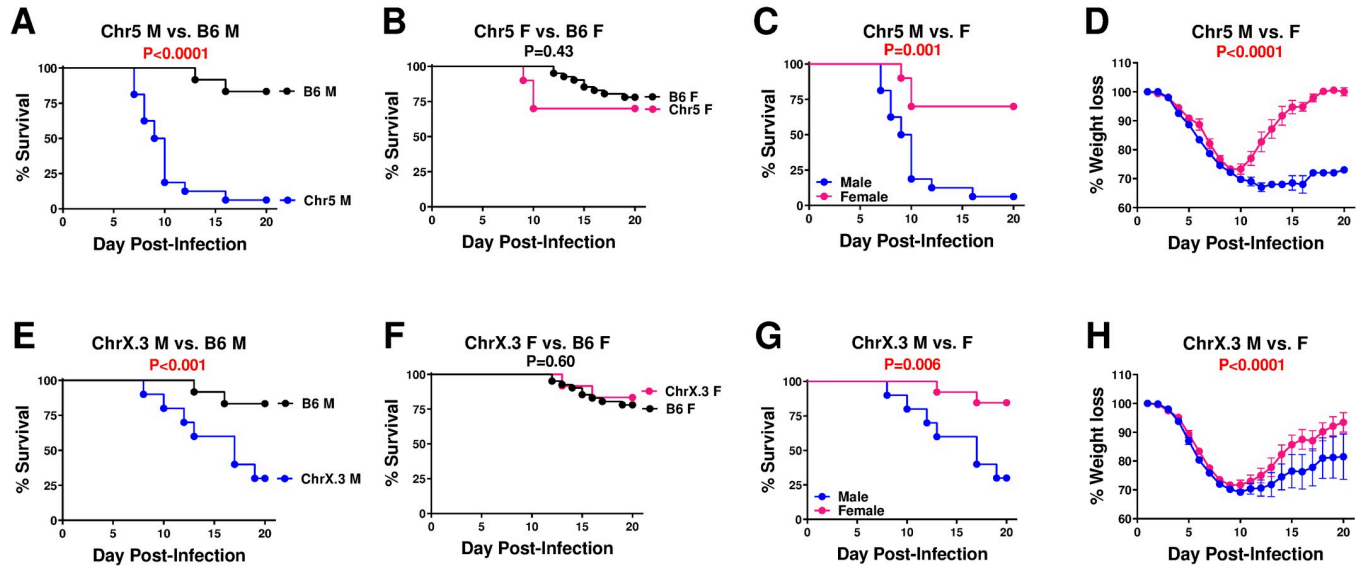 A
Chr5 M vs. B6 M
P<0.0001
% Survival
100
75
50
25
0
0 5 10 15 20
Day Post-Infection
B6 M
Chr5 M
B
Chr5 F vs. B6 F
P=0.43
% Survival
100
75
50
25
0
0 5 10 15 20
Day Post-Infection
B6 F
Chr5 F
C
Chr5 M vs. F
P=0.001
% Survival
100
75
50
25
0
0 5 10 15 20
Day Post-Infection
Male
Female
D
Chr5 M vs. F
P<0.0001
% Weight loss
110
100
90
80
70
60
0 5 10 15 20
Day Post-Infection
E
ChrX.3 M vs. B6 M
P<0.001
% Survival
100
75
50
25
0
0 5 10 15 20
Day Post-Infection
B6 M
ChrX.3 M
F
ChrX.3 F vs. B6 F
P=0.60
% Survival
100
75
50
25
0
0 5 10 15 20
Day Post-Infection
ChrX.3 F
B6 F
G
ChrX.3 M vs. F
P=0.006
% Survival
100
75
50
25
0
0 5 10 15 20
Day Post-Infection
Male
Female
H
ChrX.3 M vs. F
P<0.0001
% Weight loss
110
100
90
80
70
60
0 5 10 15 20
Day Post-Infection